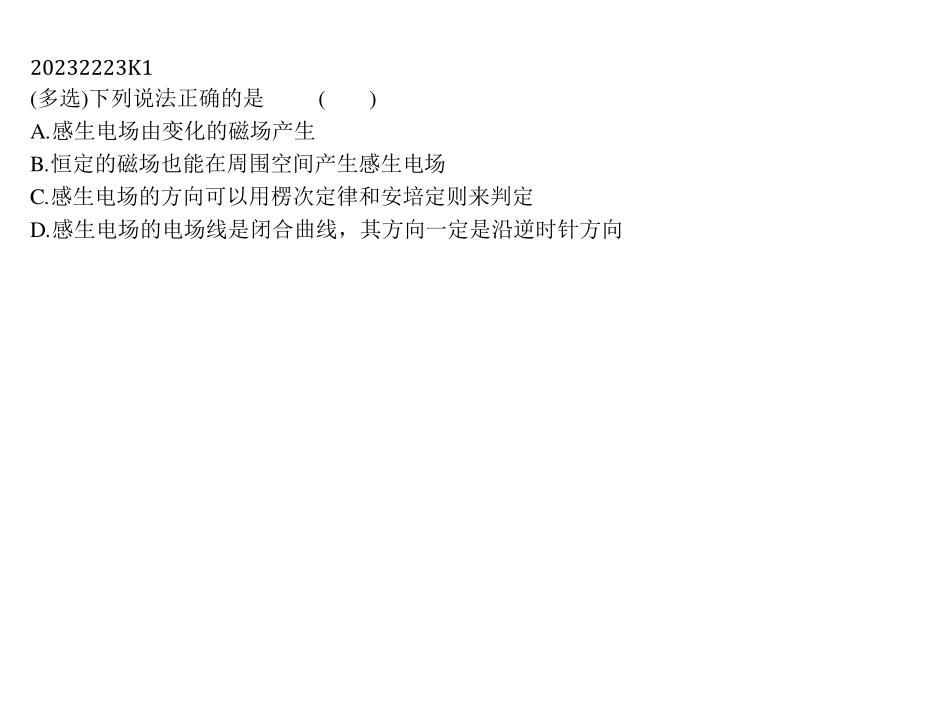 20232223K1
(多选)下列说法正确的是　　(　　)
A.感生电场由变化的磁场产生
B.恒定的磁场也能在周围空间产生感生电场
C.感生电场的方向可以用楞次定律和安培定则来判定
D.感生电场的电场线是闭合曲线，其方向一定是沿逆时针方向